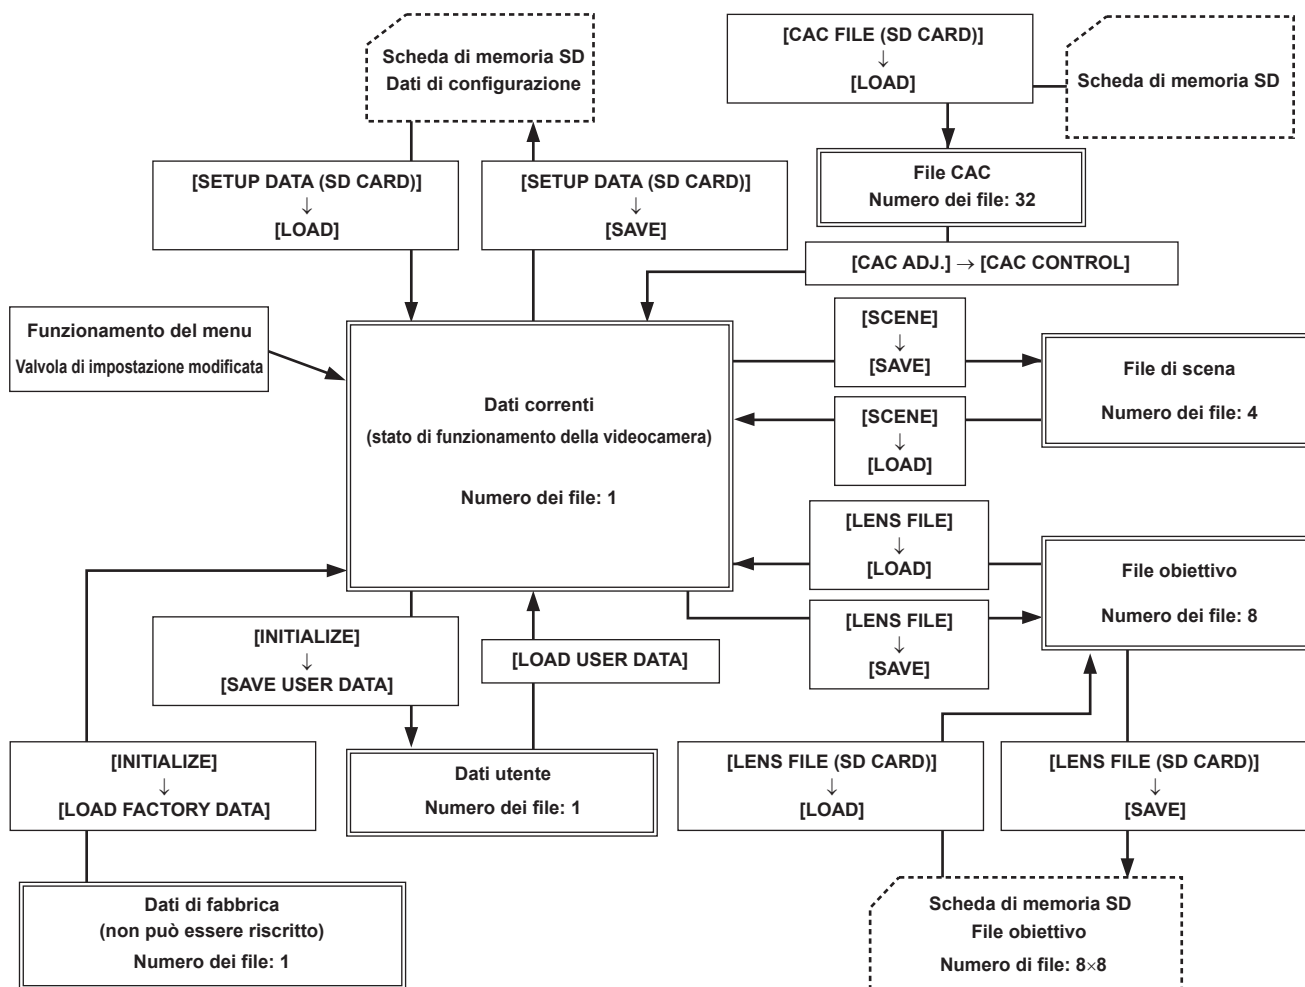 Scheda di memoria SD
Dati di configurazione
[CAC FILE (SD CARD)]
↓
[LOAD]
Scheda di memoria SD
[SETUP DATA (SD CARD)]
↓
[LOAD]
[SETUP DATA (SD CARD)]
↓
[SAVE]
File CAC
Numero dei file: 32
[CAC ADJ.] → [CAC CONTROL]
Funzionamento del menu
Valvola di impostazione modificata
Dati correnti
(stato di funzionamento della videocamera)
Numero dei file: 1
[SCENE]
↓
[SAVE]
[SCENE]
↓
[LOAD]
File di scena
Numero dei file: 4
[LENS FILE]
↓
[LOAD]
[LENS FILE]
↓
[SAVE]
File obiettivo
Numero dei file: 8
[INITIALIZE]
↓
[SAVE USER DATA]
[LOAD USER DATA]
[INITIALIZE]
↓
[LOAD FACTORY DATA]
Dati utente
Numero dei file: 1
[LENS FILE (SD CARD)]
↓
[LOAD]
[LENS FILE (SD CARD)]
↓
[SAVE]
Dati di fabbrica
(non può essere riscritto)
Numero dei file: 1
Scheda di memoria SD
File obiettivo
Numero di file: 8×8